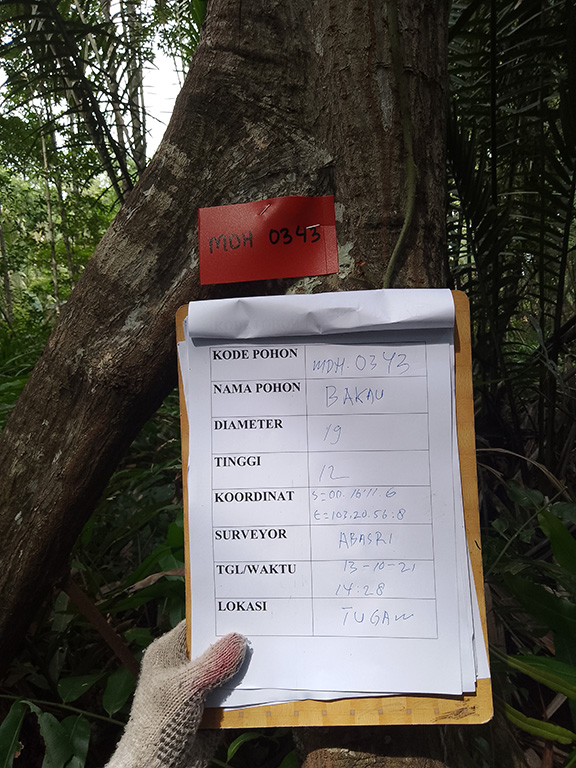 MDH 0343
KODE POHON MDH. 0343
NAMA POHON BAKAU
DIAMETER 19
TINGGI 12
KOORDINAT S=00. 16'11. 6
E=103.20.56.8
SURVEYOR ABASRI
TGL/WAKTU 13-10-21
14:28
LOKASI